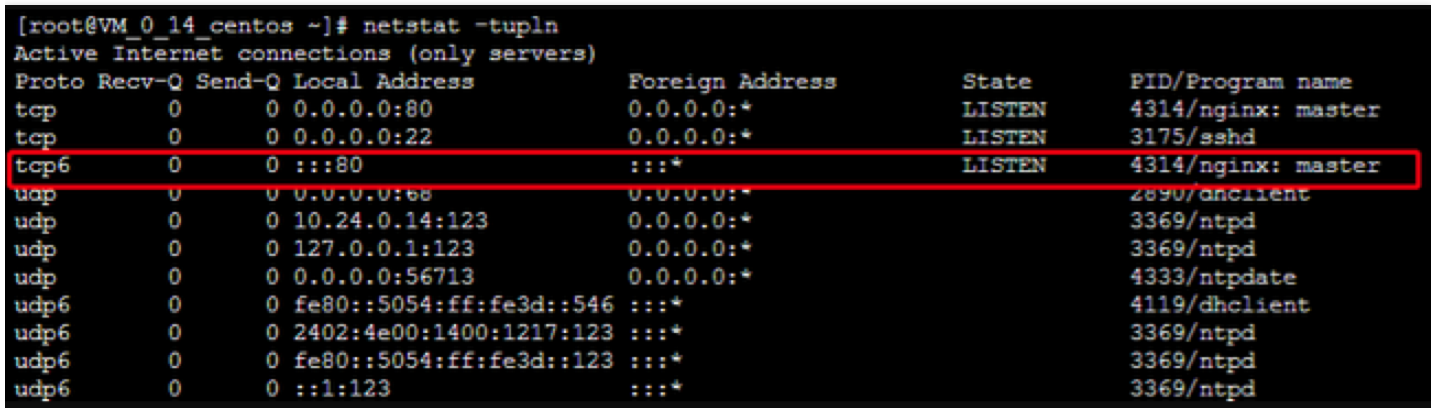 [root@VM_0_14_centos ~]# netstat -tupln
Active Internet connections (only servers)
Proto Recv-Q Send-Q Local Address Foreign Address State PID/Program name
tcp 0 0 0.0.0.0:80 0.0.0.0:* LISTEN 4314/nginx: master
tcp 0 0 0.0.0.0:22 0.0.0.0:* LISTEN 3175/sshd
tcp6 0 0 :::80 :::* LISTEN 4314/nginx: master
udp 0 0 0.0.0.0:68 0.0.0.0:* 2890/dhclient
udp 0 0 10.24.0.14:123 0.0.0.0:* 3369/ntpd
udp 0 0 127.0.0.1:123 0.0.0.0:* 3369/ntpd
udp 0 0 0.0.0.0:56713 0.0.0.0:* 4333/ntpdate
udp6 0 0 fe80::5054:ff:fe3d::546 :::* 4119/dhclient
udp6 0 0 2402:4e00:1400:1217:123 :::* 3369/ntpd
udp6 0 0 fe80::5054:ff:fe3d::123 :::* 3369/ntpd
udp6 0 0 ::1:123 :::* 3369/ntpd